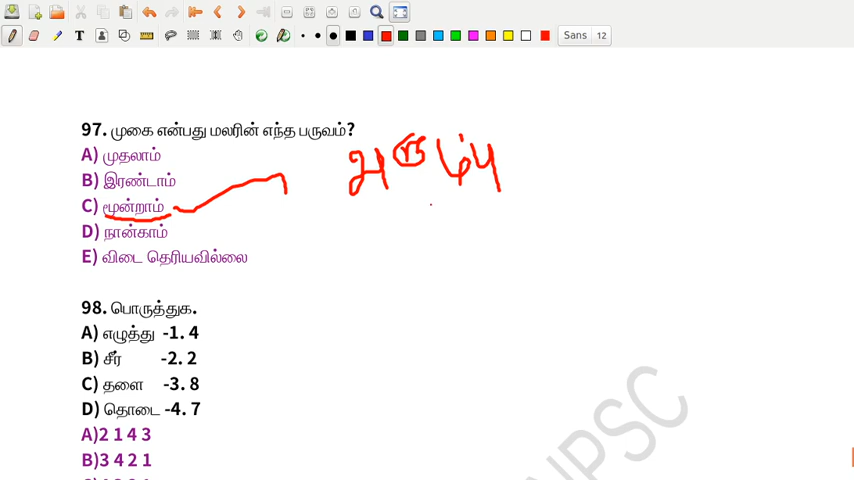 Sans 12
97. முகை என்பது மலரின் எந்த பருவம்?
A) முதலாம்
B) இரண்டாம்
C) மூன்றாம்
D) நான்காம்
E) விடை தெரியவில்லை
அரும்பு
98. பொருத்துக.
A) எழுத்து -1. 4
B) சீர் -2. 2
C) தளை -3. 8
D) தொடை -4. 7
A)2 1 4 3
B)3 4 2 1
NPSC